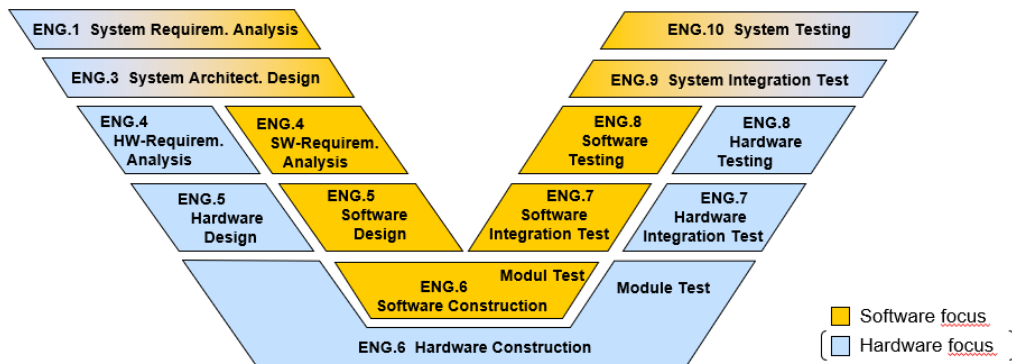 ENG.1 System Requirem. Analysis
ENG.10 System Testing
ENG.3 System Architect. Design
ENG.9 System Integration Test
ENG.4
HW-Requirem.
Analysis
ENG.4
SW-Requirem.
Analysis
ENG.8
Software
Testing
ENG.8
Hardware
Testing
ENG.5
Hardware
Design
ENG.5
Software
Design
ENG.7
Software
Integration Test
ENG.7
Hardware
Integration Test
Modul Test
ENG.6
Software Construction
Module Test
ENG.6 Hardware Construction
Software focus
Hardware focus